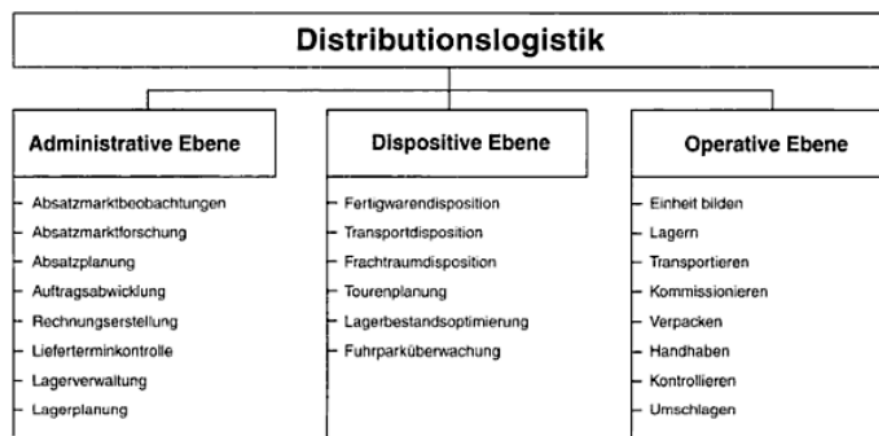 Distributionslogistik
Administrative Ebene
Absatzmarktbeobachtungen
Absatzmarktforschung
Absatzplanung
Auftragsabwicklung
Rechnungserstellung
Lieferterminkontrolle
Lagerverwaltung
Lagerplanung
Dispositive Ebene
Fertigwarendisposition
Transportdisposition
Frachtraumdisposition
Tourenplanung
Lagerbestandsoptimierung
Fuhrparküberwachung
Operative Ebene
Einheit bilden
Lagern
Transportieren
Kommissionieren
Verpacken
Handhaben
Kontrollieren
Umschlagen